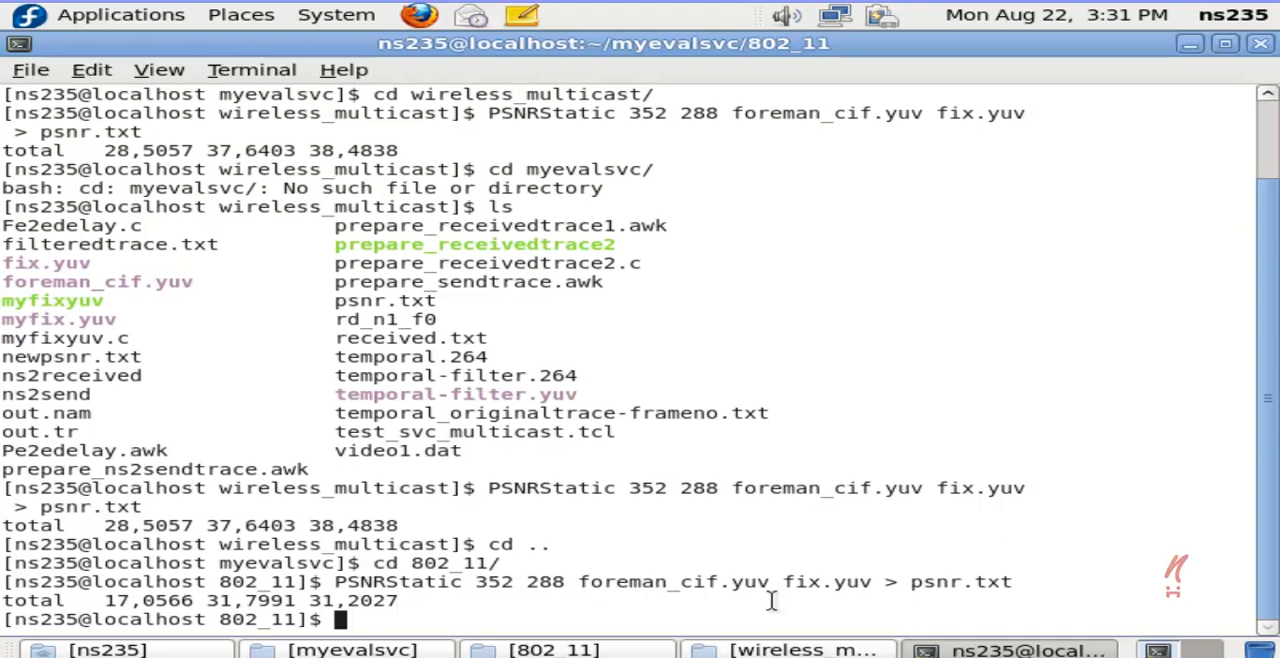 Applications Places System Mon Aug 22, 3:31 PM ns235
ns235@localhost:~/myevalsvc/802_11
File Edit View Terminal Help
[ns235@localhost myevalsvc]$ cd wireless_multicast/
[ns235@localhost wireless_multicast]$ PSNRStatic 352 288 foreman_cif.yuv fix.yuv
> psnr.txt
total 28,5057 37,6403 38,4838
[ns235@localhost wireless_multicast]$ cd myevalsvc/
bash: cd: myevalsvc/: No such file or directory
[ns235@localhost wireless_multicast]$ ls
Fe2edelay.c prepare_receivedtrace1.awk
filteredtrace.txt prepare_receivedtrace2
fix.yuv prepare_receivedtrace2.c
foreman_cif.yuv prepare_sendtrace.awk
myfixyuv psnr.txt
myfix.yuv rd_n1_f0
myfixyuv.c received.txt
newpsnr.txt temporal.264
ns2received temporal-filter.264
ns2send temporal-filter.yuv
out.nam temporal_originaltrace-frameno.txt
out.tr test_svc_multicast.tcl
Pe2edelay.awk video1.dat
prepare_ns2sendtrace.awk
[ns235@localhost wireless_multicast]$ PSNRStatic 352 288 foreman_cif.yuv fix.yuv
> psnr.txt
total 28,5057 37,6403 38,4838
[ns235@localhost wireless_multicast]$ cd ..
[ns235@localhost myevalsvc]$ cd 802_11/
[ns235@localhost 802_11]$ PSNRStatic 352 288 foreman_cif.yuv fix.yuv > psnr.txt
total 17,0566 31,7991 31,2027
[ns235@localhost 802_11]$
[ns235] [myevalsvc] [802_11] [wireless_m... ns235@local...